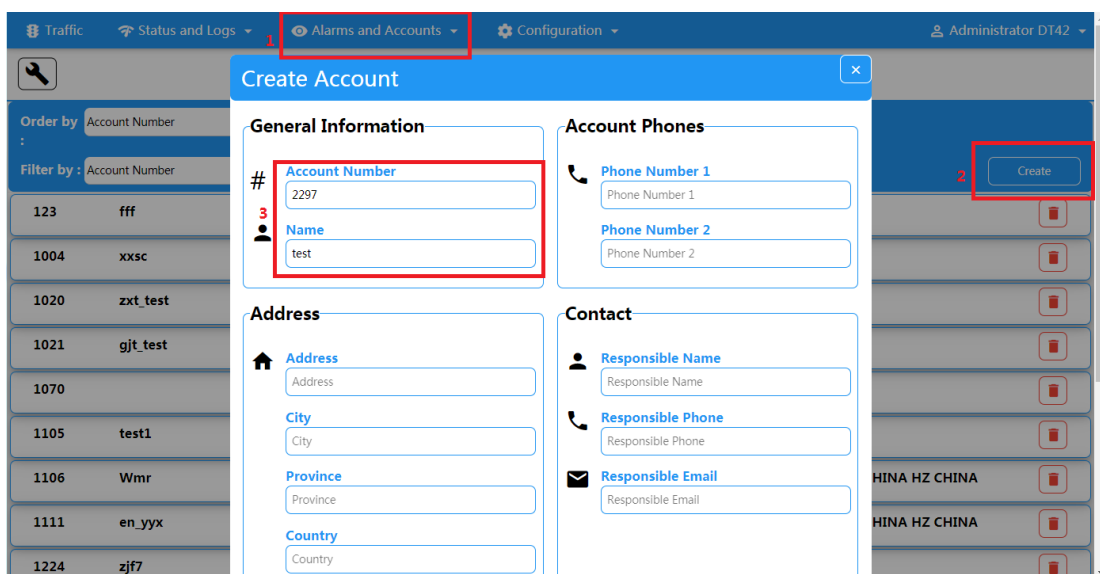 Traffic Status and Logs Alarms and Accounts Configuration Administrator DT42
1
Create Account ×
Order by : Account Number
Filter by : Account Number
2 Create
General Information
# Account Number
2297
3
Name
test
Account Phones
Phone Number 1
Phone Number 1
Phone Number 2
Phone Number 2
Address
Address
Address
City
City
Province
Province
Country
Country
Contact
Responsible Name
Responsible Name
Responsible Phone
Responsible Phone
Responsible Email
Responsible Email
123 fff
1004 xxsc
1020 zxt_test
1021 gjt_test
1070
1105 test1
1106 Wmr HINA HZ CHINA
1111 en_yyx HINA HZ CHINA
1224 zjf7